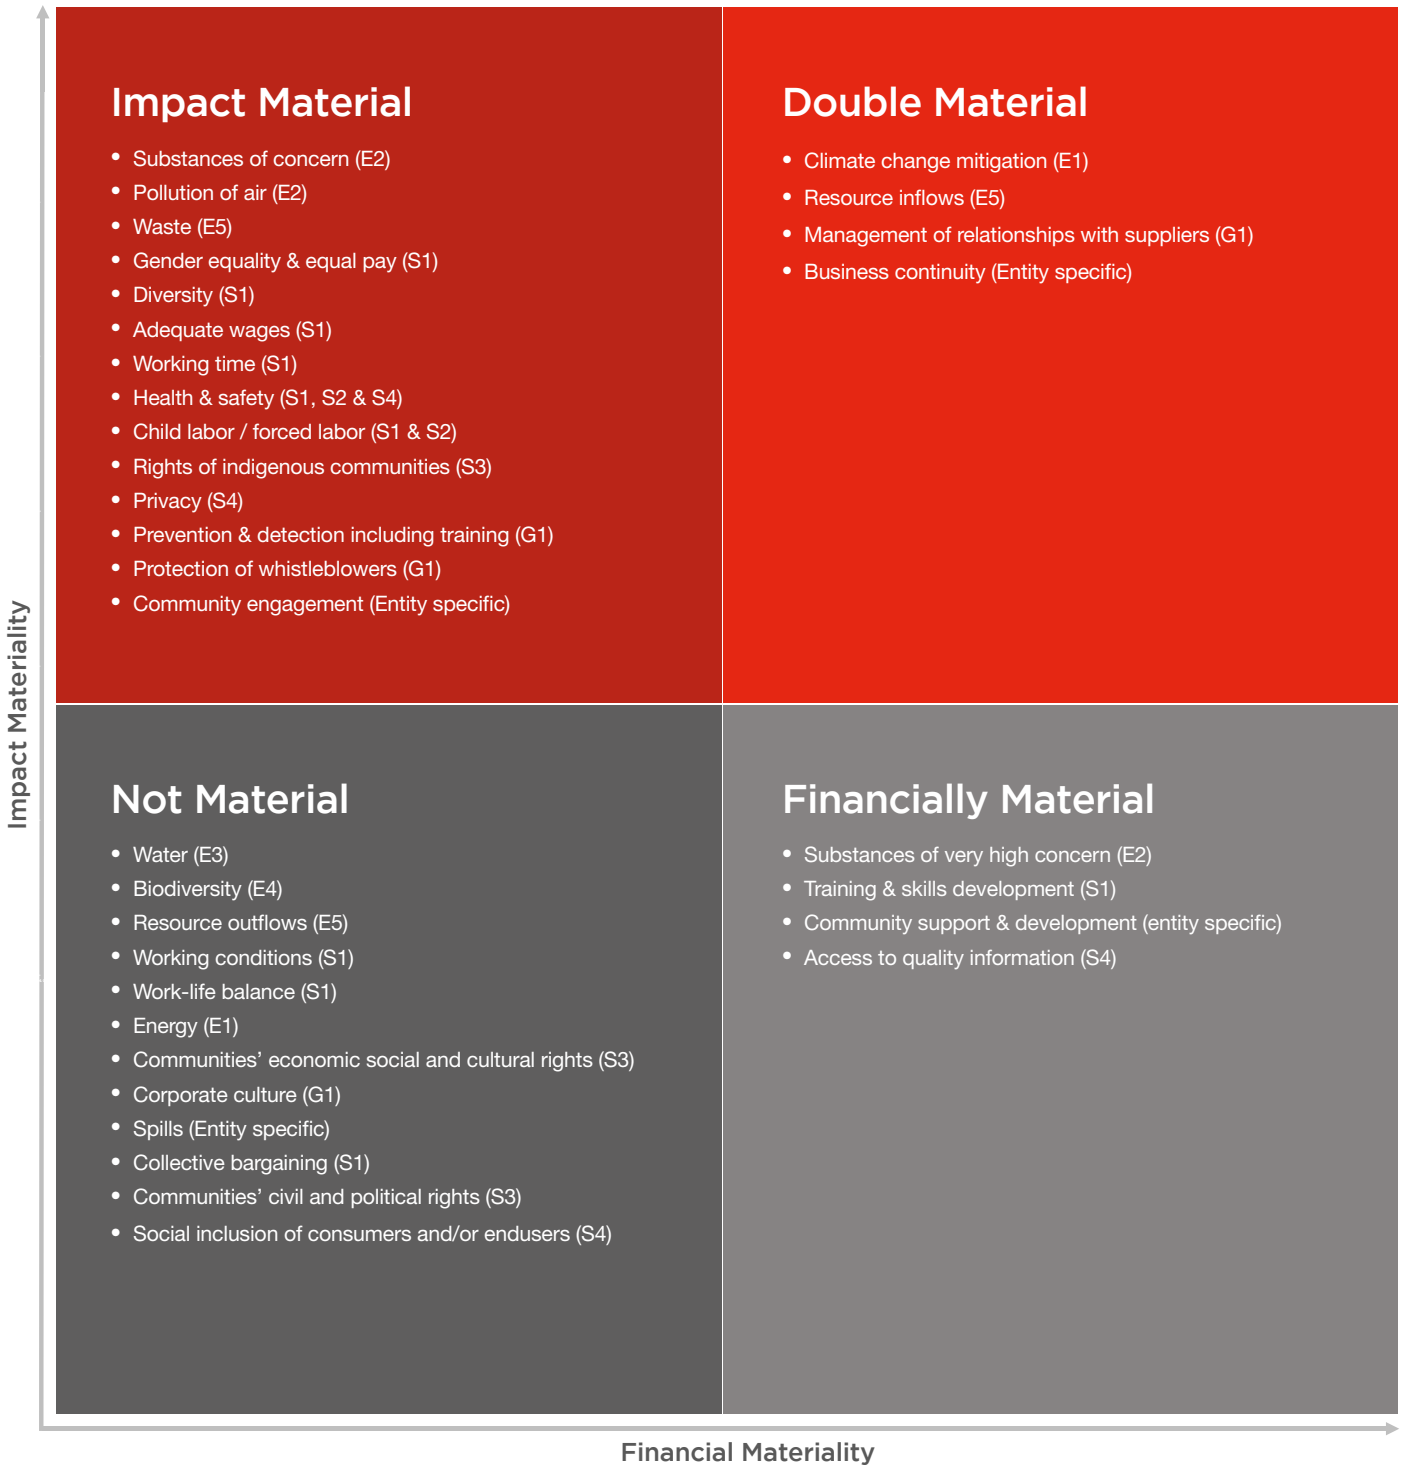 Impact Material
• Substances of concern (E2)
• Pollution of air (E2)
• Waste (E5)
• Gender equality & equal pay (S1)
• Diversity (S1)
• Adequate wages (S1)
• Working time (S1)
• Health & safety (S1, S2 & S4)
• Child labor / forced labor (S1 & S2)
• Rights of indigenous communities (S3)
• Privacy (S4)
• Prevention & detection including training (G1)
• Protection of whistleblowers (G1)
• Community engagement (Entity specific)
Double Material
• Climate change mitigation (E1)
• Resource inflows (E5)
• Management of relationships with suppliers (G1)
• Business continuity (Entity specific)
Not Material
• Water (E3)
• Biodiversity (E4)
• Resource outflows (E5)
• Working conditions (S1)
• Work-life balance (S1)
• Energy (E1)
• Communities’ economic social and cultural rights (S3)
• Corporate culture (G1)
• Spills (Entity specific)
• Collective bargaining (S1)
• Communities’ civil and political rights (S3)
• Social inclusion of consumers and/or endusers (S4)
Financially Material
• Substances of very high concern (E2)
• Training & skills development (S1)
• Community support & development (entity specific)
• Access to quality information (S4)
Impact Materiality
Financial Materiality